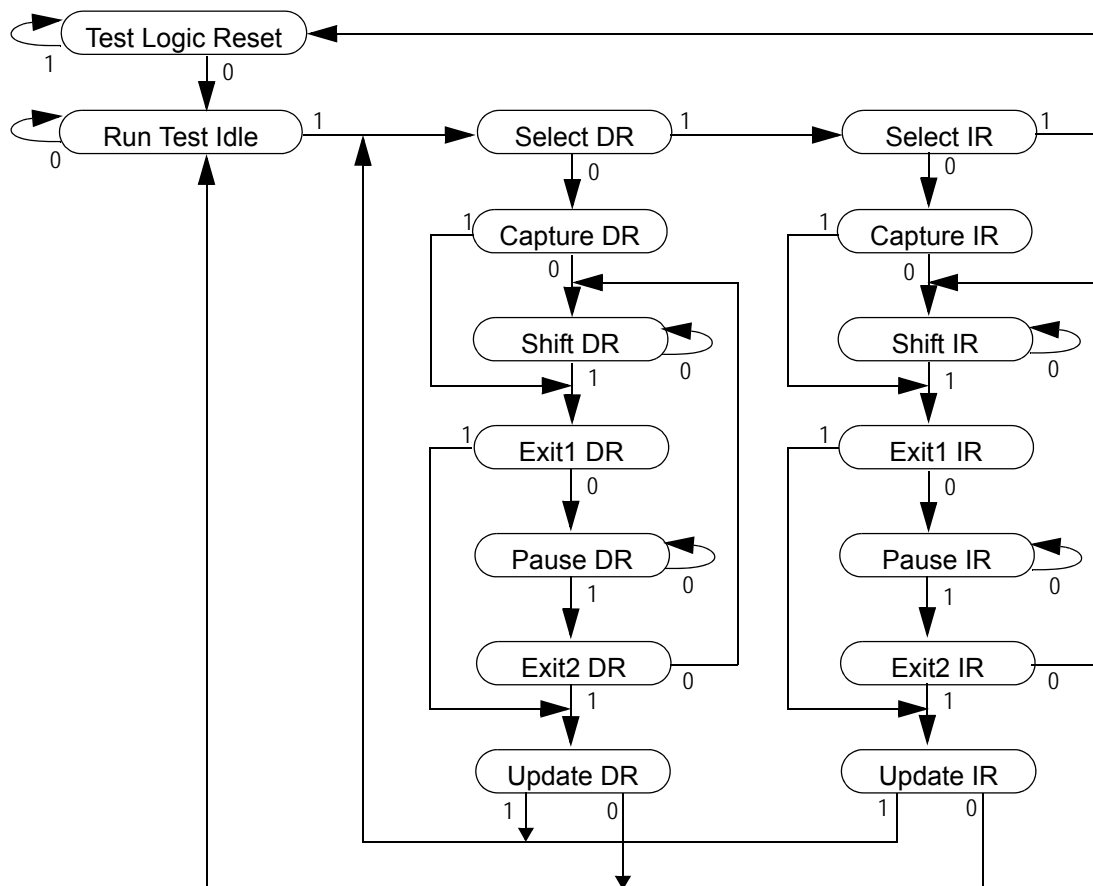 Test Logic Reset
1
0
Run Test Idle
1
Select DR
1
Select IR
1
0
0
0
1
Capture DR
1
Capture IR
0
0
Shift DR
Shift IR
0
0
1
1
1
Exit1 DR
1
Exit1 IR
0
0
Pause DR
Pause IR
0
0
1
1
Exit2 DR
Exit2 IR
0
0
1
1
Update DR
Update IR
1
0
1
0